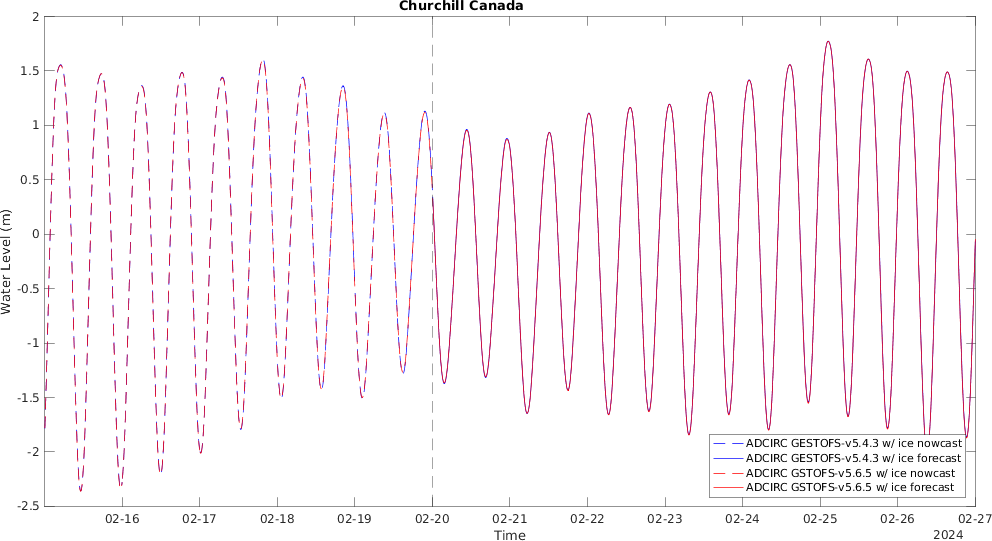 Churchill Canada
2
1.5
1
0.5
0
-0.5
-1
-1.5
-2
-2.5
Water Level (m)
02-16 02-17 02-18 02-19 02-20 02-21 02-22 02-23 02-24 02-25 02-26 02-27
Time
2024
ADCIRC GESTOFS-v5.4.3 w/ ice nowcast
ADCIRC GESTOFS-v5.4.3 w/ ice forecast
ADCIRC GSTOFS-v5.6.5 w/ ice nowcast
ADCIRC GSTOFS-v5.6.5 w/ ice forecast